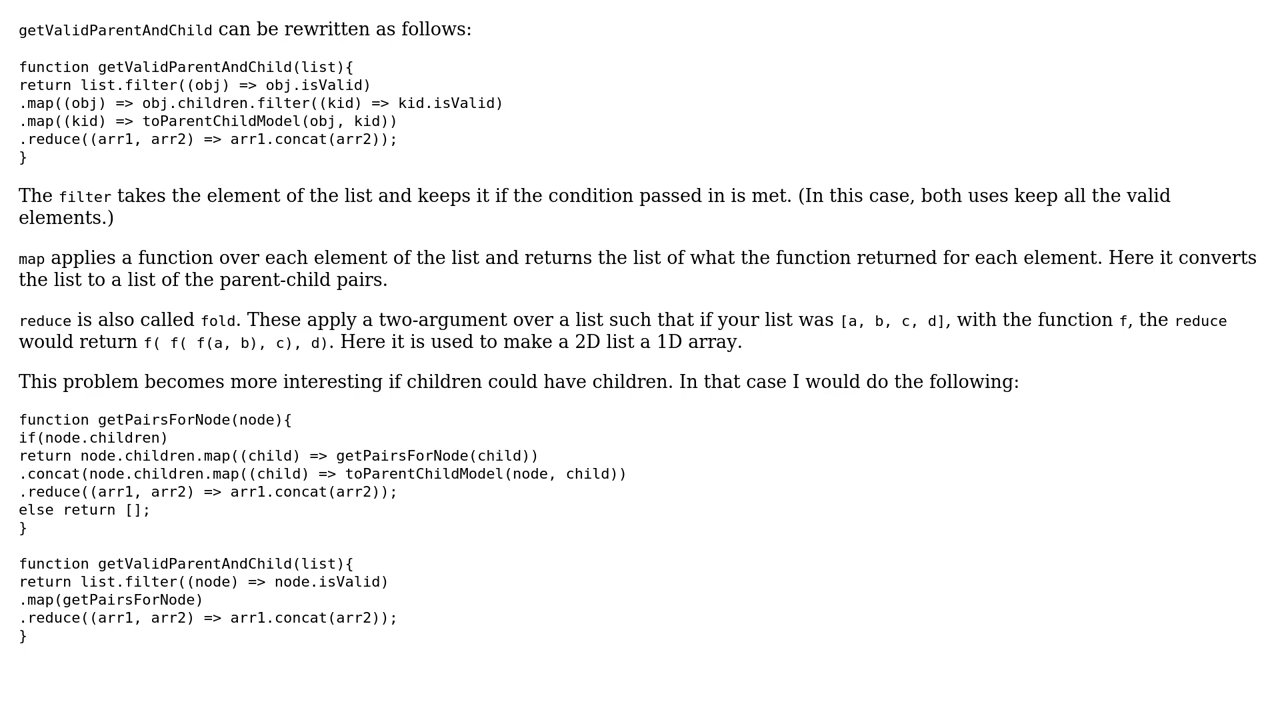 getValidParentAndChild can be rewritten as follows:
function getValidParentAndChild(list){
return list.filter((obj) => obj.isValid)
.map((obj) => obj.children.filter((kid) => kid.isValid)
.map((kid) => toParentChildModel(obj, kid))
.reduce((arr1, arr2) => arr1.concat(arr2));
}
The filter takes the element of the list and keeps it if the condition passed in is met. (In this case, both uses keep all the valid
elements.)
map applies a function over each element of the list and returns the list of what the function returned for each element. Here it converts
the list to a list of the parent-child pairs.
reduce is also called fold. These apply a two-argument over a list such that if your list was [a, b, c, d], with the function f, the reduce
would return f( f( f(a, b), c), d). Here it is used to make a 2D list a 1D array.
This problem becomes more interesting if children could have children. In that case I would do the following:
function getPairsForNode(node){
if(node.children)
return node.children.map((child) => getPairsForNode(child))
.concat(node.children.map((child) => toParentChildModel(node, child))
.reduce((arr1, arr2) => arr1.concat(arr2));
else return [];
}
function getValidParentAndChild(list){
return list.filter((node) => node.isValid)
.map(getPairsForNode)
.reduce((arr1, arr2) => arr1.concat(arr2));
}